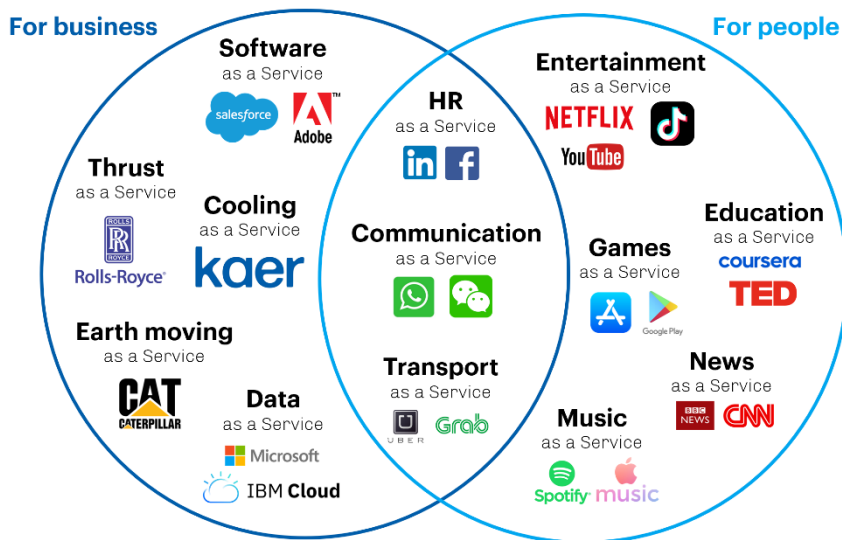 For business
For people
Software
as a Service
salesforce
Adobe™
HR
as a Service
in f
Entertainment
as a Service
NETFLIX
YouTube
Thrust
as a Service
ROLLS
RR
ROYCE
Rolls-Royce®
Cooling
as a Service
kaer
Communication
as a Service
Games
as a Service
Google Play
Education
as a Service
coursera
TED
Earth moving
as a Service
CAT
CATERPILLAR
Data
as a Service
Microsoft
IBM Cloud
Transport
as a Service
U
UBER
Grab
Music
as a Service
Spotify
music
News
as a Service
BBC
NEWS
CNN